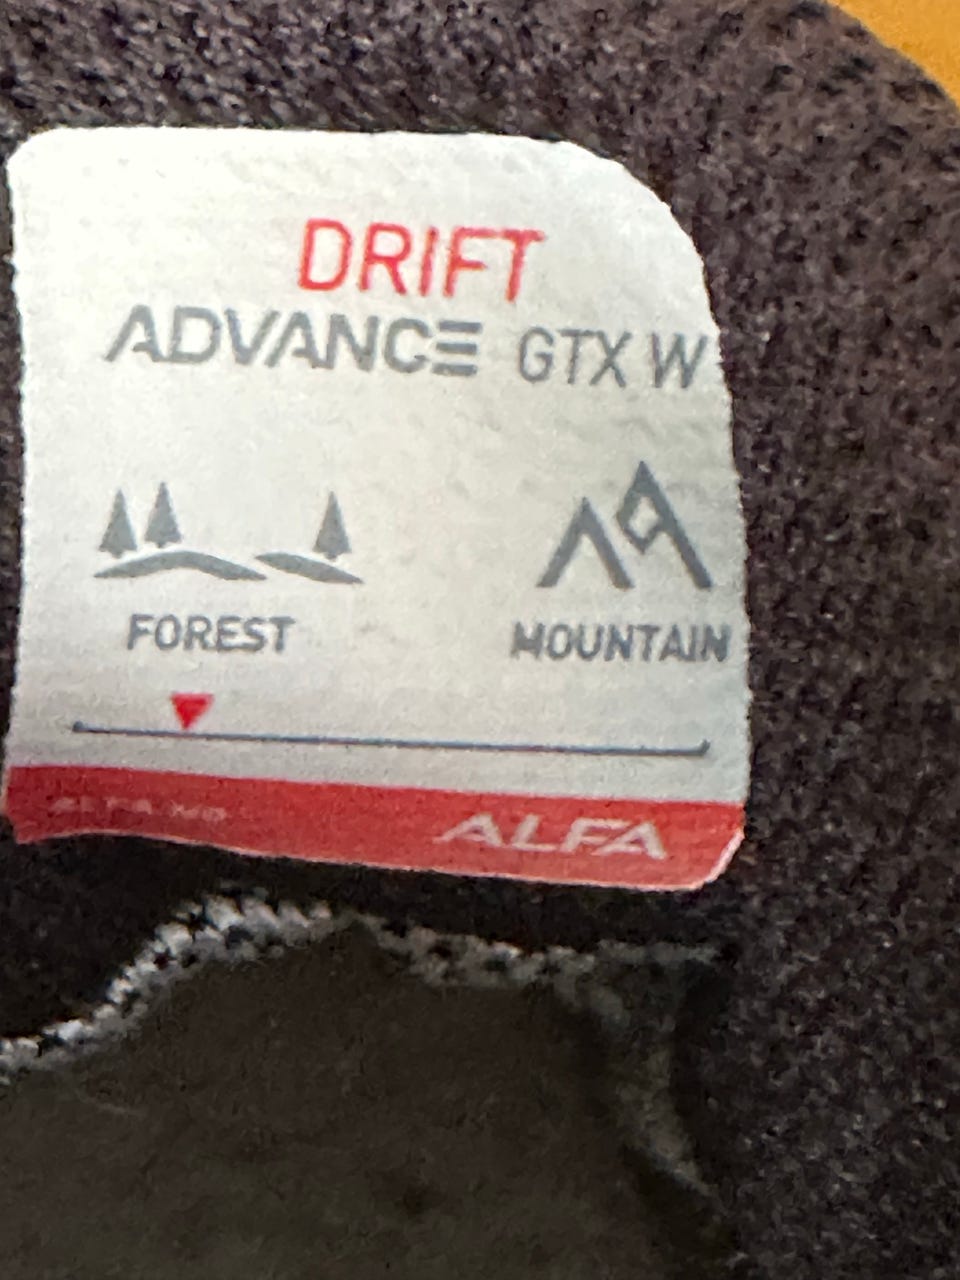 DRIFT
ADVANCE GTX W
FOREST MOUNTAIN
ALFA